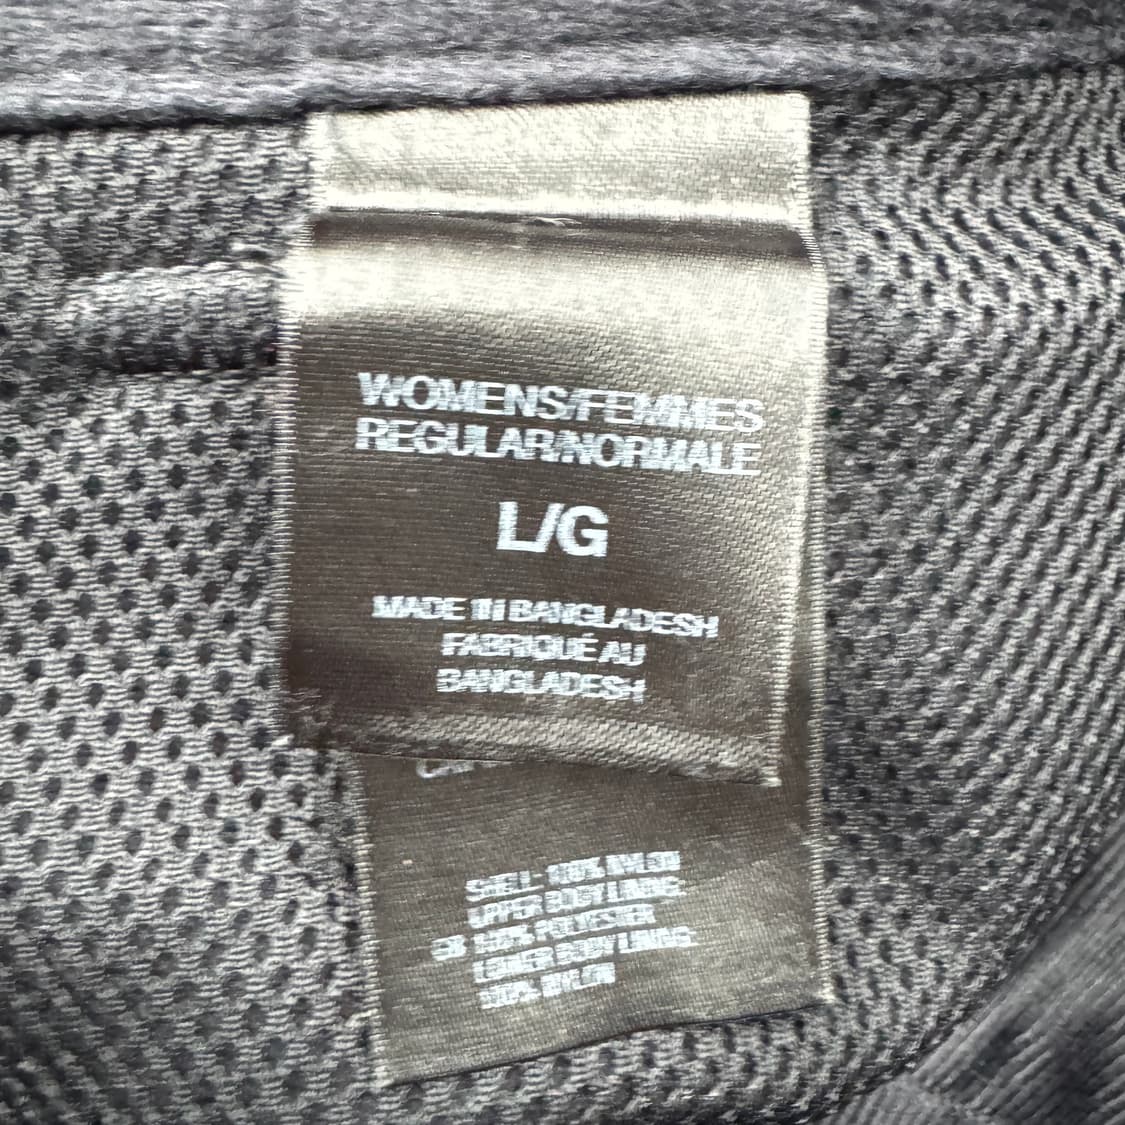 WOMENS/FEMMES
REGULAR/NORMALE
L/G
MADE IN BANGLADESH
FABRIQUÉ AU
BANGLADESH
SHELL: 100% NYLON
UPPER BODY LINING:
GB 100% POLYESTER
LOWER BODY LINING:
100% NYLON